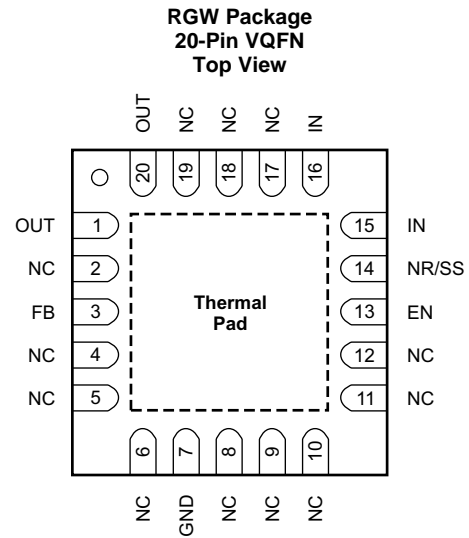 RGW Package
20-Pin VQFN
Top View
OUT NC NC NC IN
20 19 18 17 16
OUT 1 15 IN
NC 2 14 NR/SS
FB 3 13 EN
NC 4 12 NC
NC 5 11 NC
Thermal
Pad
6 7 8 9 10
NC GND NC NC NC